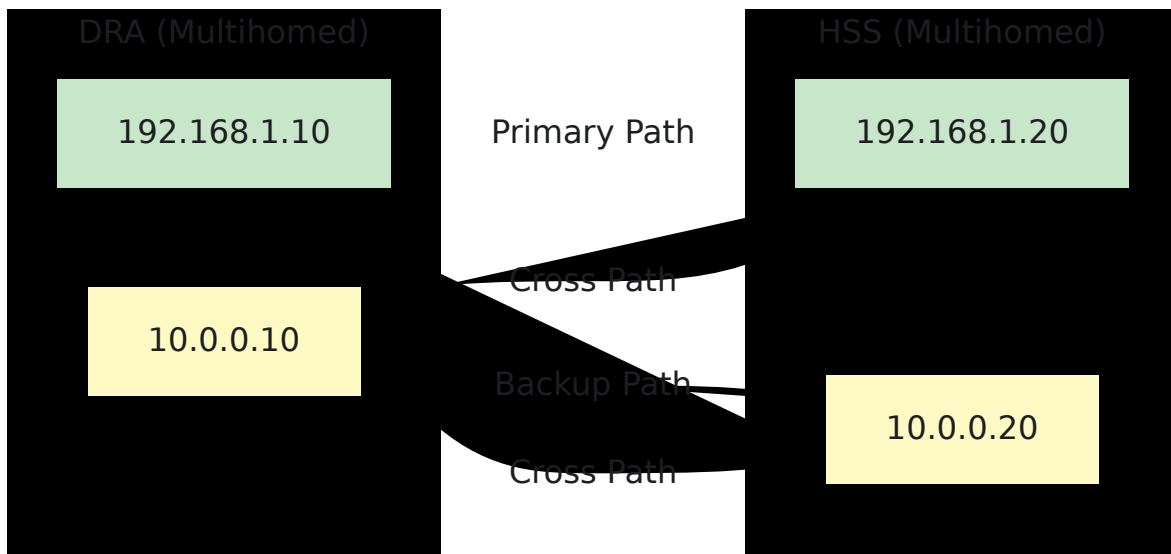 DRA (Multihomed)
HSS (Multihomed)
192.168.1.10
Primary Path
192.168.1.20
Cross Path
10.0.0.10
Backup Path
10.0.0.20
Cross Path